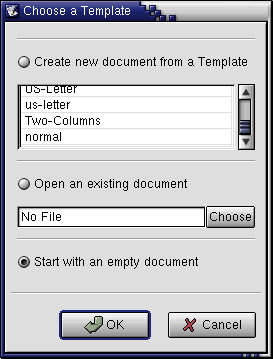 Choose a Template
Create new document from a Template
US-Letter
us-letter
Two-Columns
normal
Open an existing document
No File
Choose
Start with an empty document
OK
Cancel